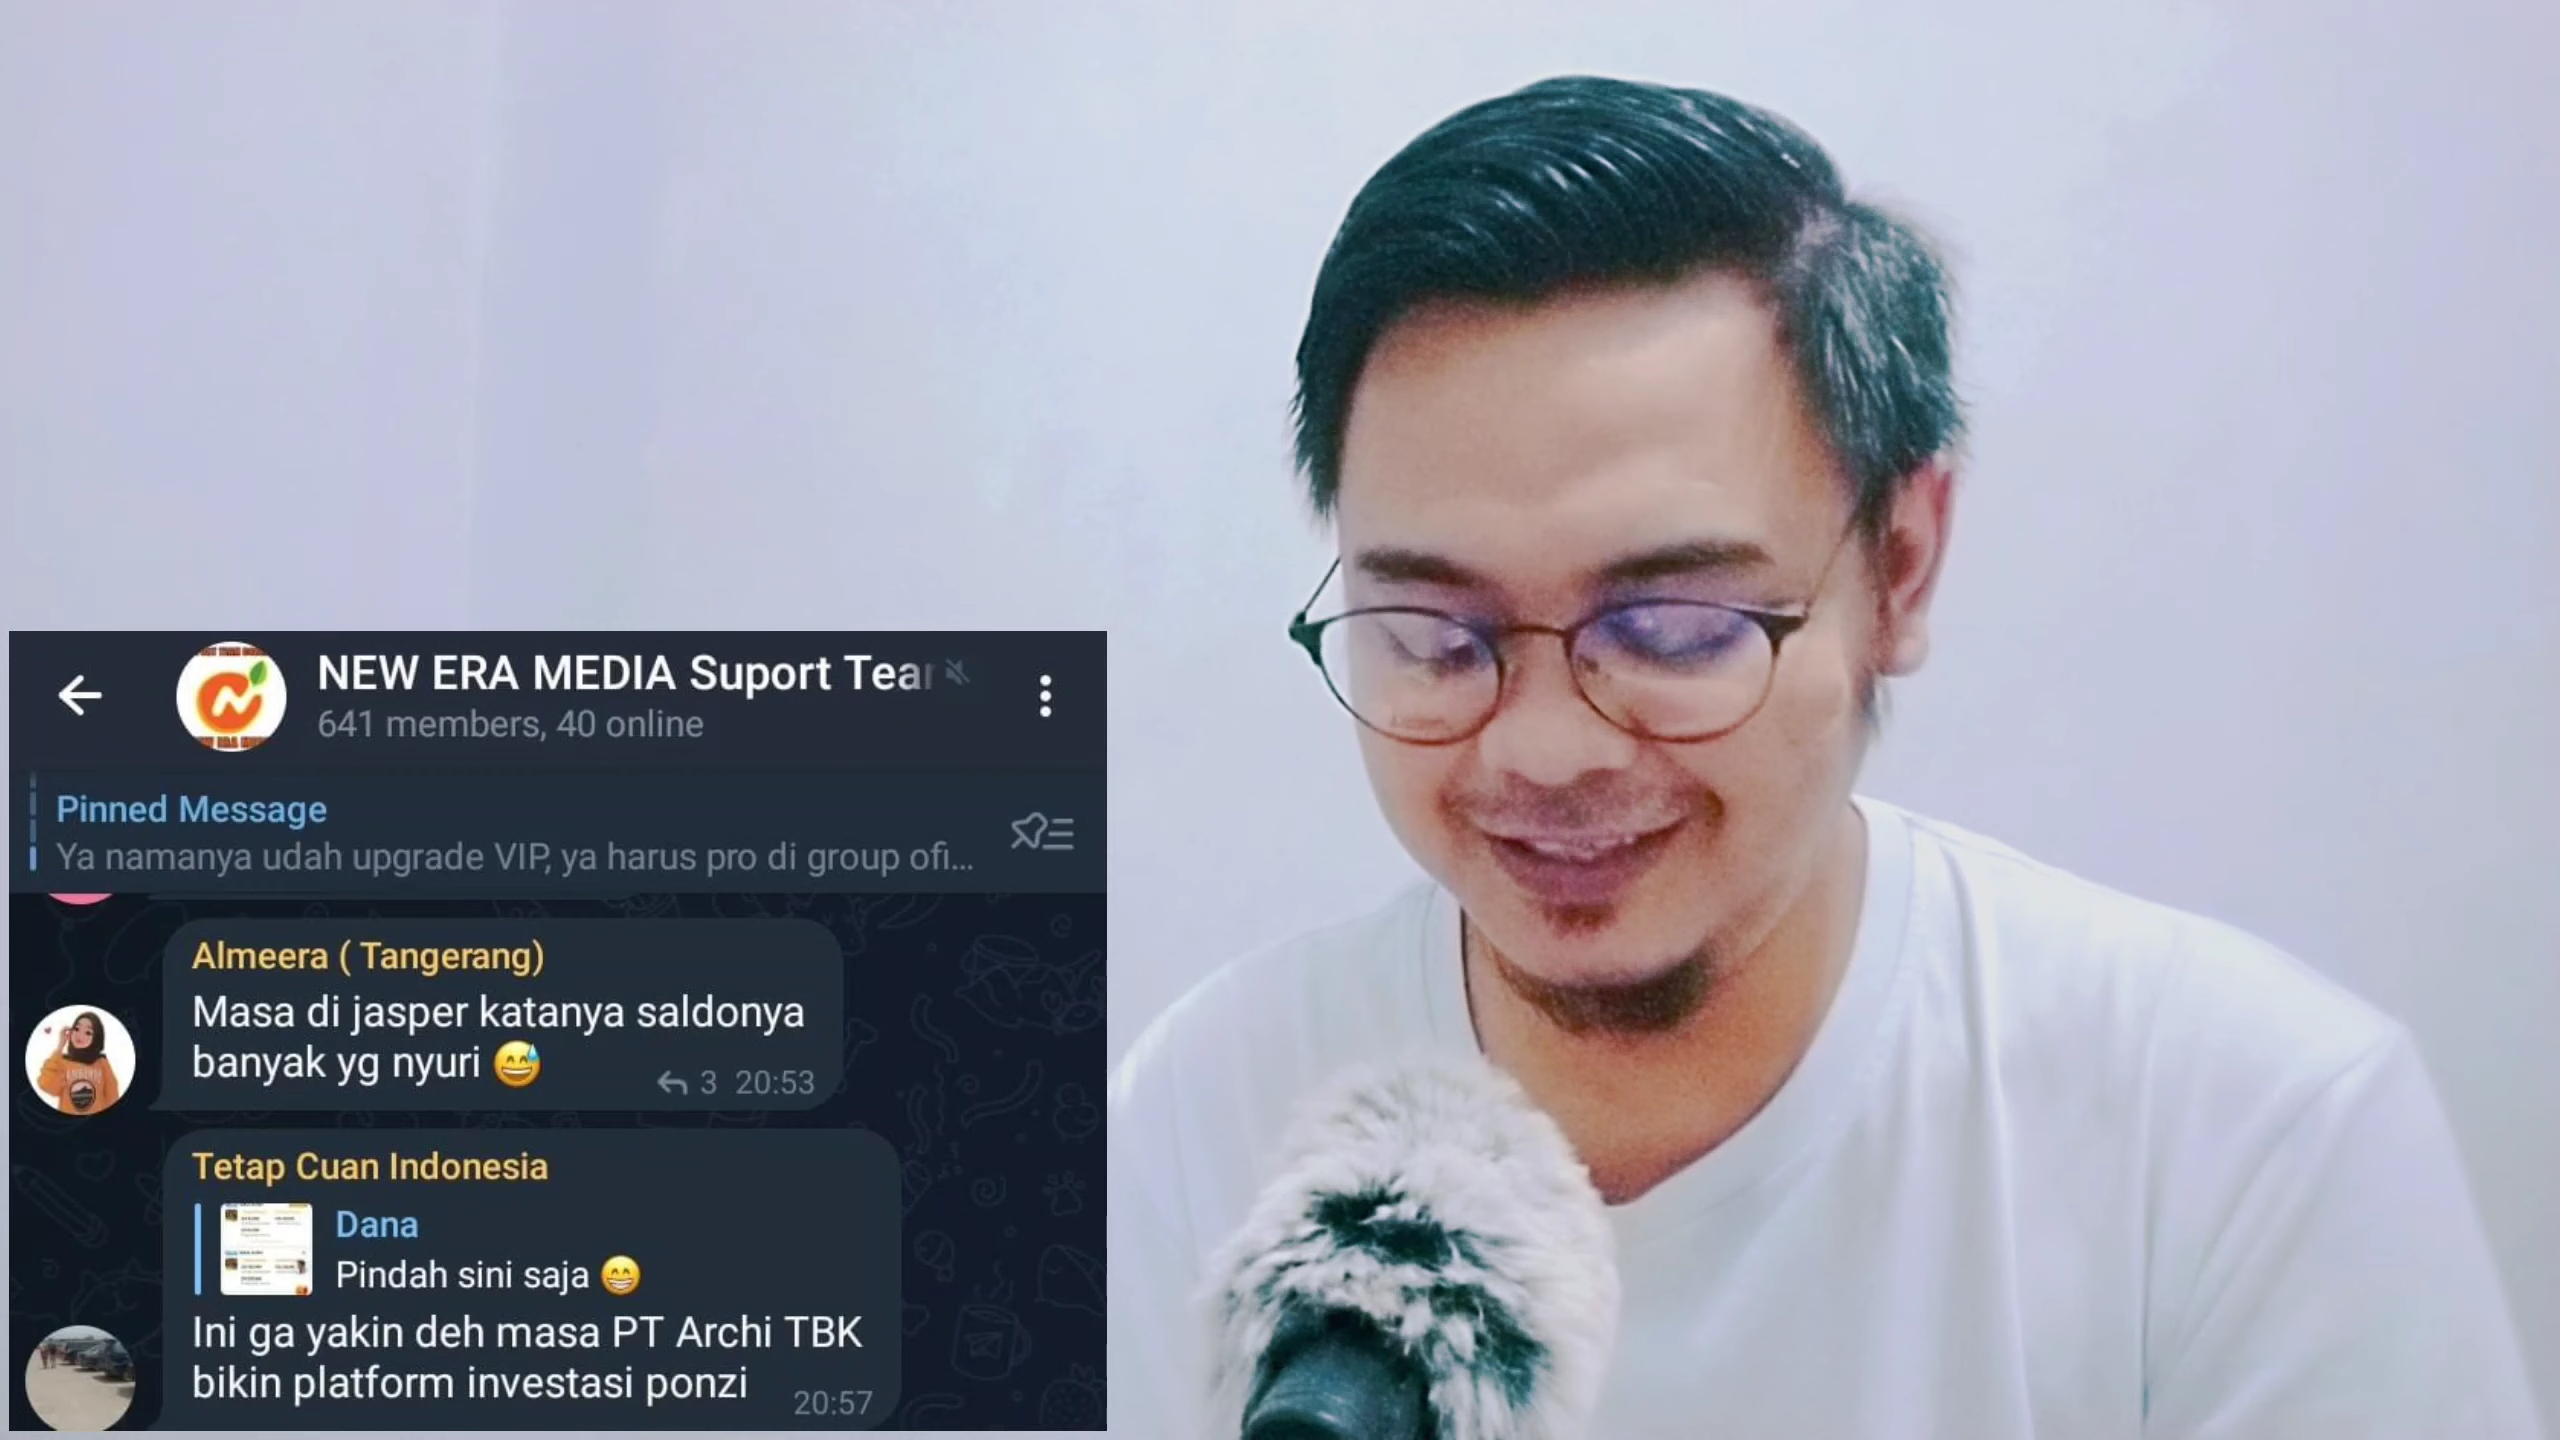 NEW ERA MEDIA Suport Tea
641 members, 40 online
Pinned Message
Ya namanya udah upgrade VIP, ya harus pro di group ofi...
Almeera ( Tangerang)
Masa di jasper katanya saldonya
banyak yg nyuri 😅
3 20:53
Tetap Cuan Indonesia
Dana
Pindah sini saja 😁
Ini ga yakin deh masa PT Archi TBK
bikin platform investasi ponzi
20:57